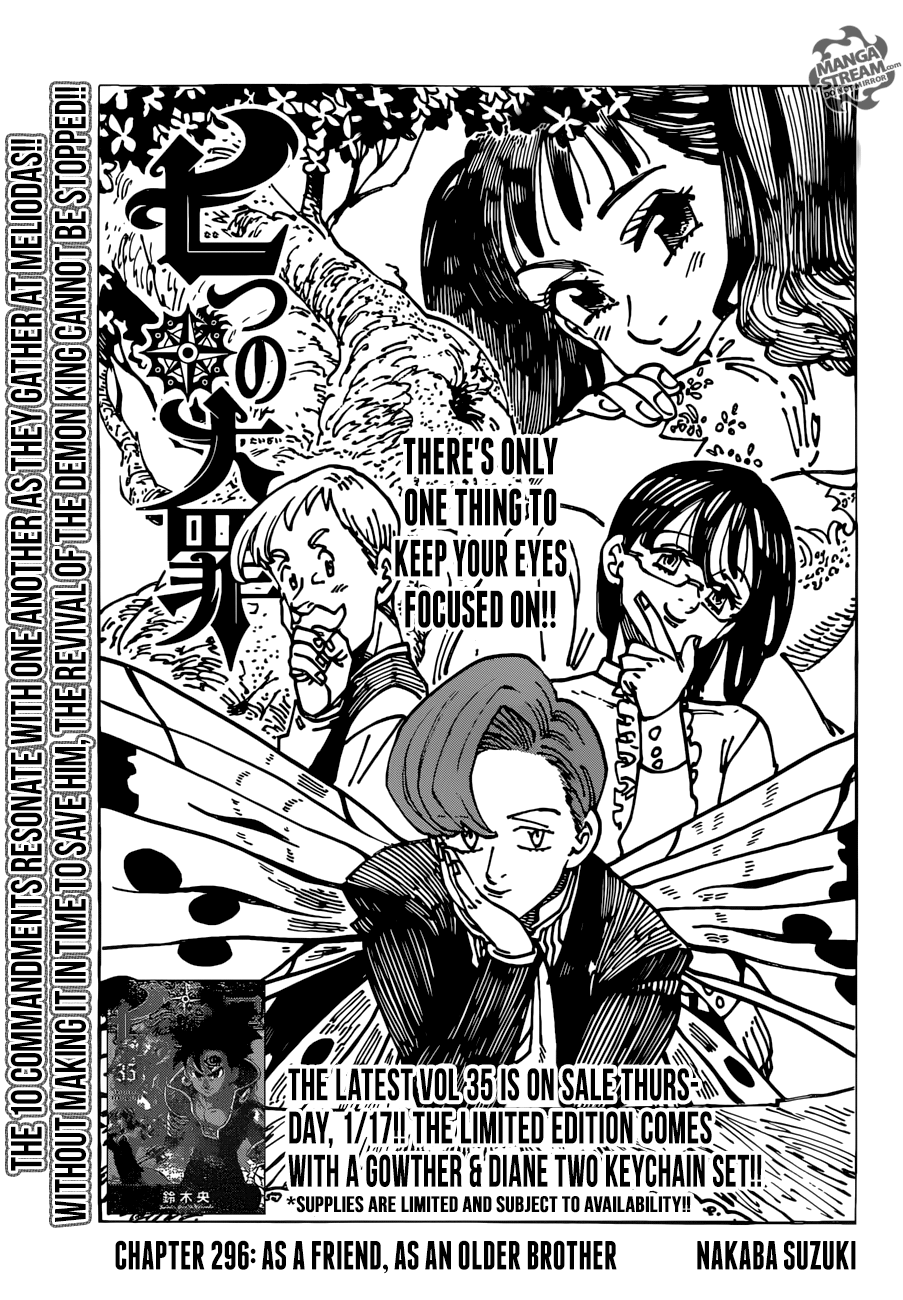 MANGA
STREAM.com
DO NOT MIRROR
THE 10 COMMANDMENTS RESONATE WITH ONE ANOTHER AS THEY GATHER AT MELIODAS!!
WITHOUT MAKING IT IN TIME TO SAVE HIM, THE REVIVAL OF THE DEMON KING CANNOT BE STOPPED!!
七つの大罪
THERE'S ONLY
ONE THING TO
KEEP YOUR EYES
FOCUSED ON!!
35
鈴木央
THE LATEST VOL 35 IS ON SALE THURS-
DAY, 1/17!! THE LIMITED EDITION COMES
WITH A GOWTHER & DIANE TWO KEYCHAIN SET!!
*SUPPLIES ARE LIMITED AND SUBJECT TO AVAILABILITY!!
CHAPTER 296: AS A FRIEND, AS AN OLDER BROTHER
NAKABA SUZUKI